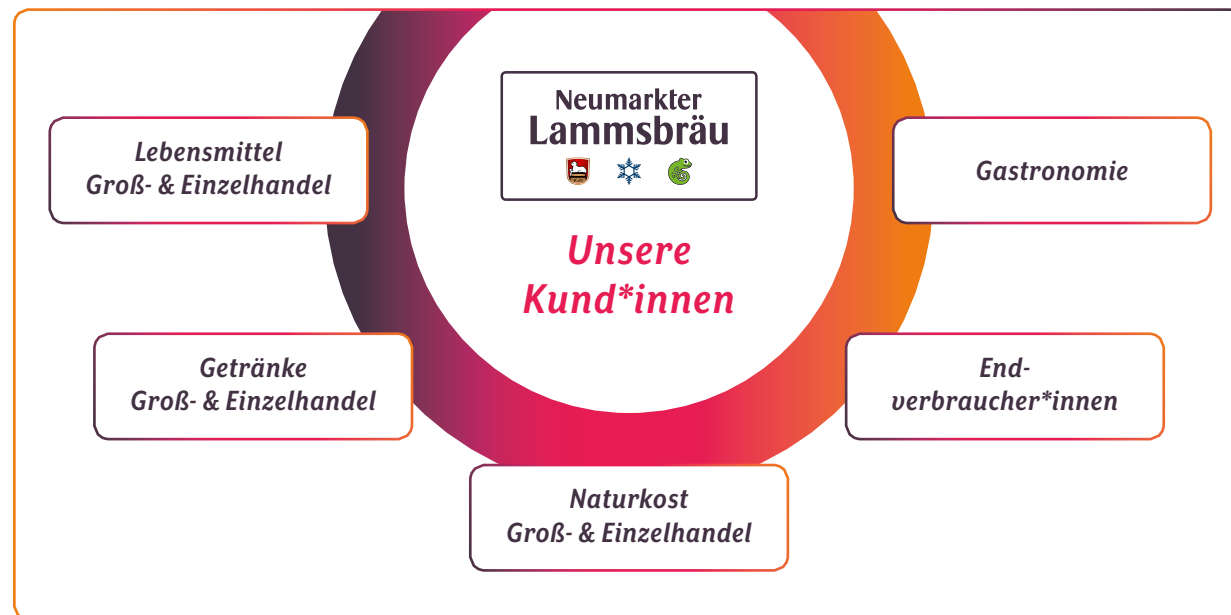 Neumarkter
Lammsbräu
Unsere
Kund*innen
Lebensmittel
Groß- & Einzelhandel
Getränke
Groß- & Einzelhandel
Naturkost
Groß- & Einzelhandel
End-
verbraucher*innen
Gastronomie